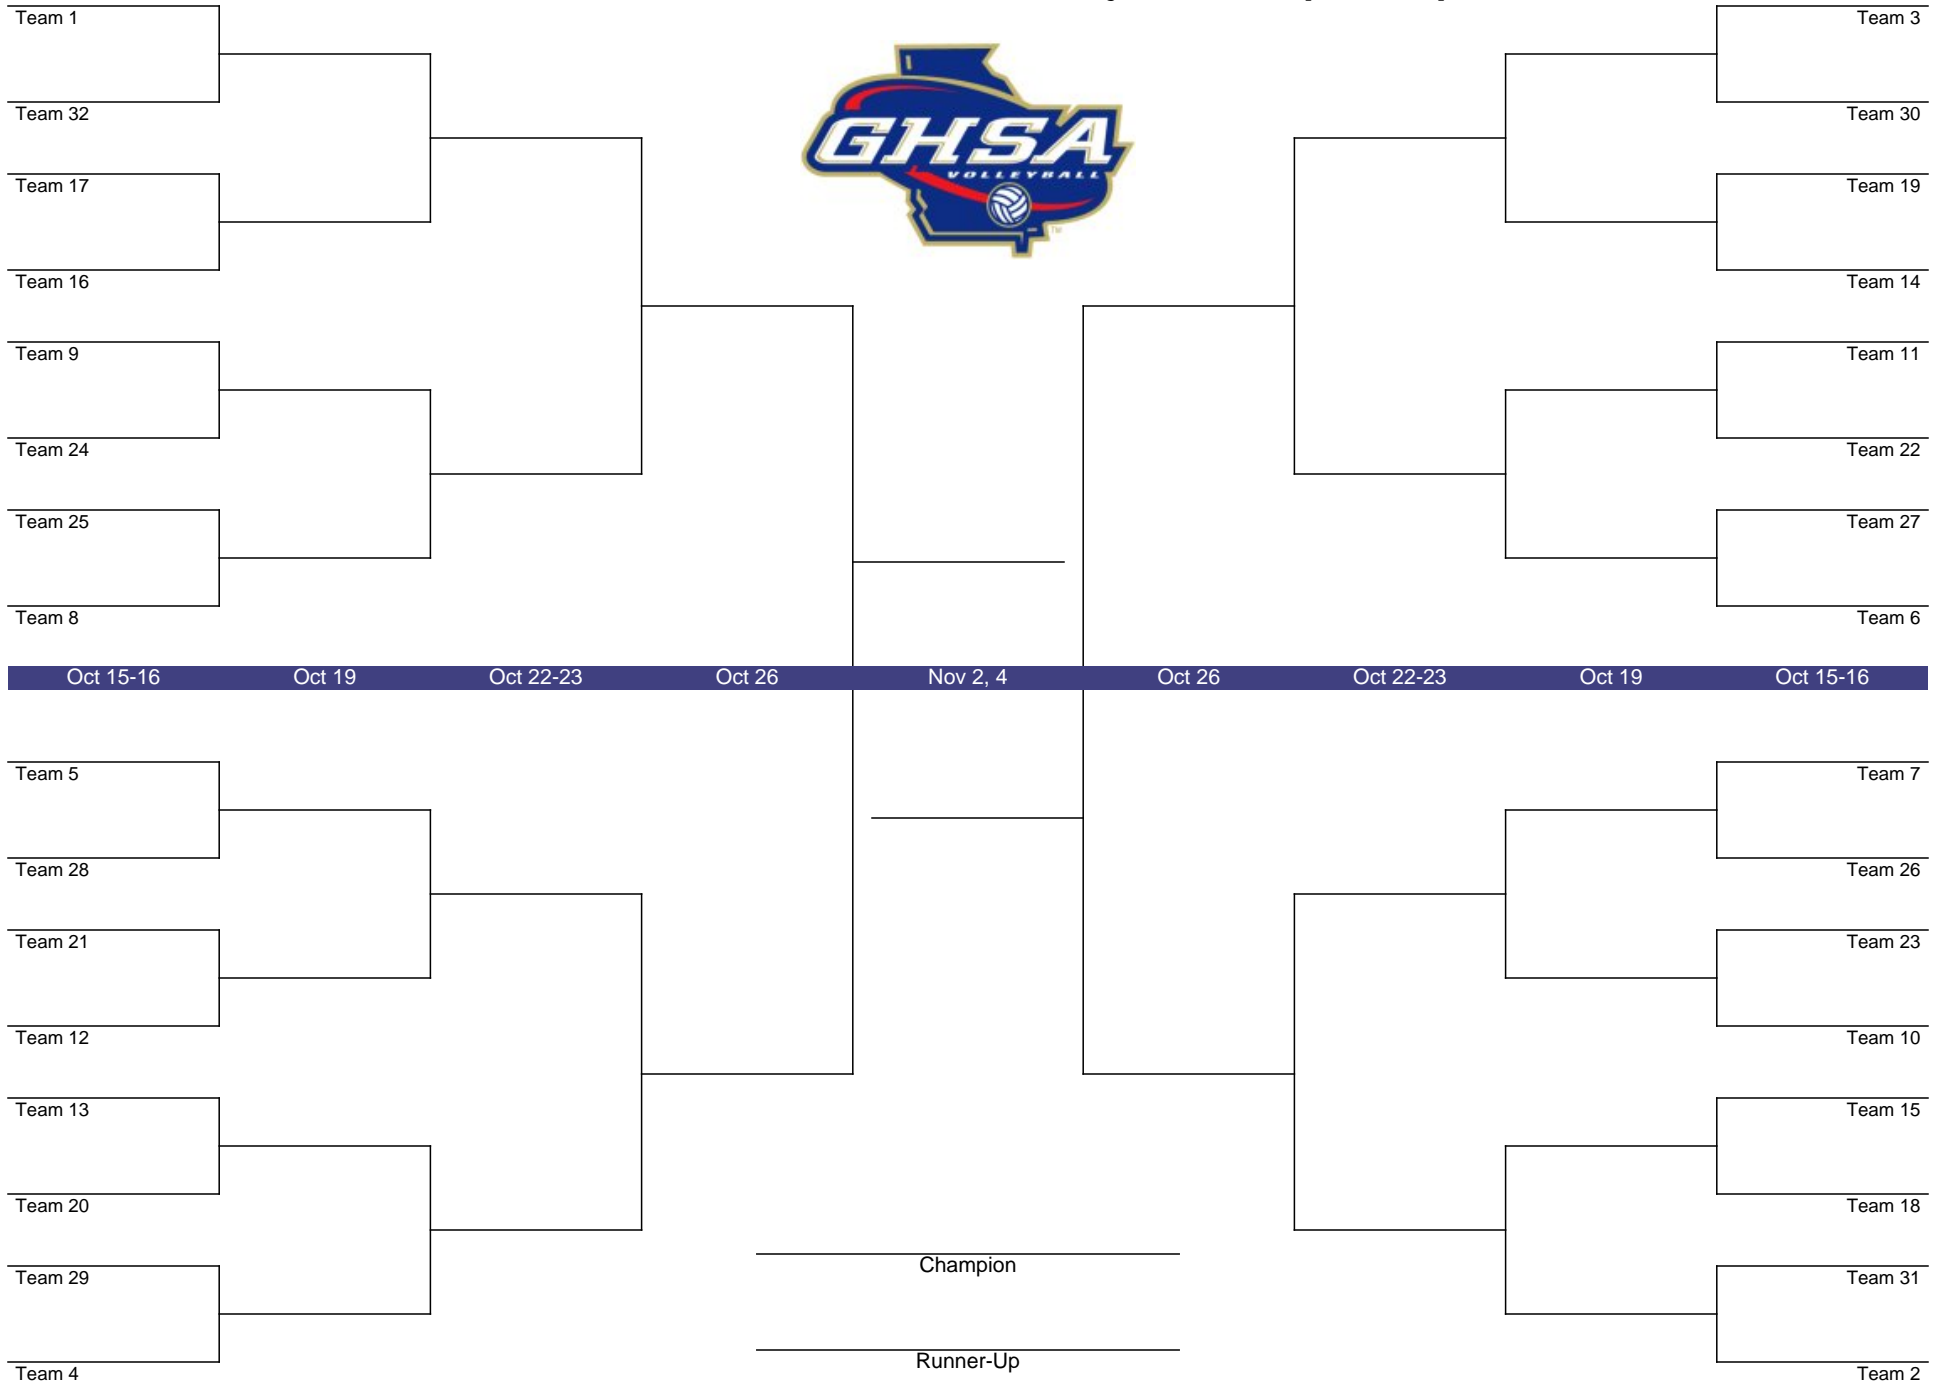 Team 1
Team 3
GHSA
VOLLEYBALL
TM
Team 32
Team 30
Team 17
Team 19
Team 16
Team 14
Team 9
Team 11
Team 24
Team 22
Team 25
Team 27
Team 8
Team 6
Oct 15-16 Oct 19 Oct 22-23 Oct 26 Nov 2, 4 Oct 26 Oct 22-23 Oct 19 Oct 15-16
Team 5
Team 7
Team 28
Team 26
Team 21
Team 23
Team 12
Team 10
Team 13
Team 15
Team 20
Team 18
Champion
Team 29
Team 31
Runner-Up
Team 4
Team 2